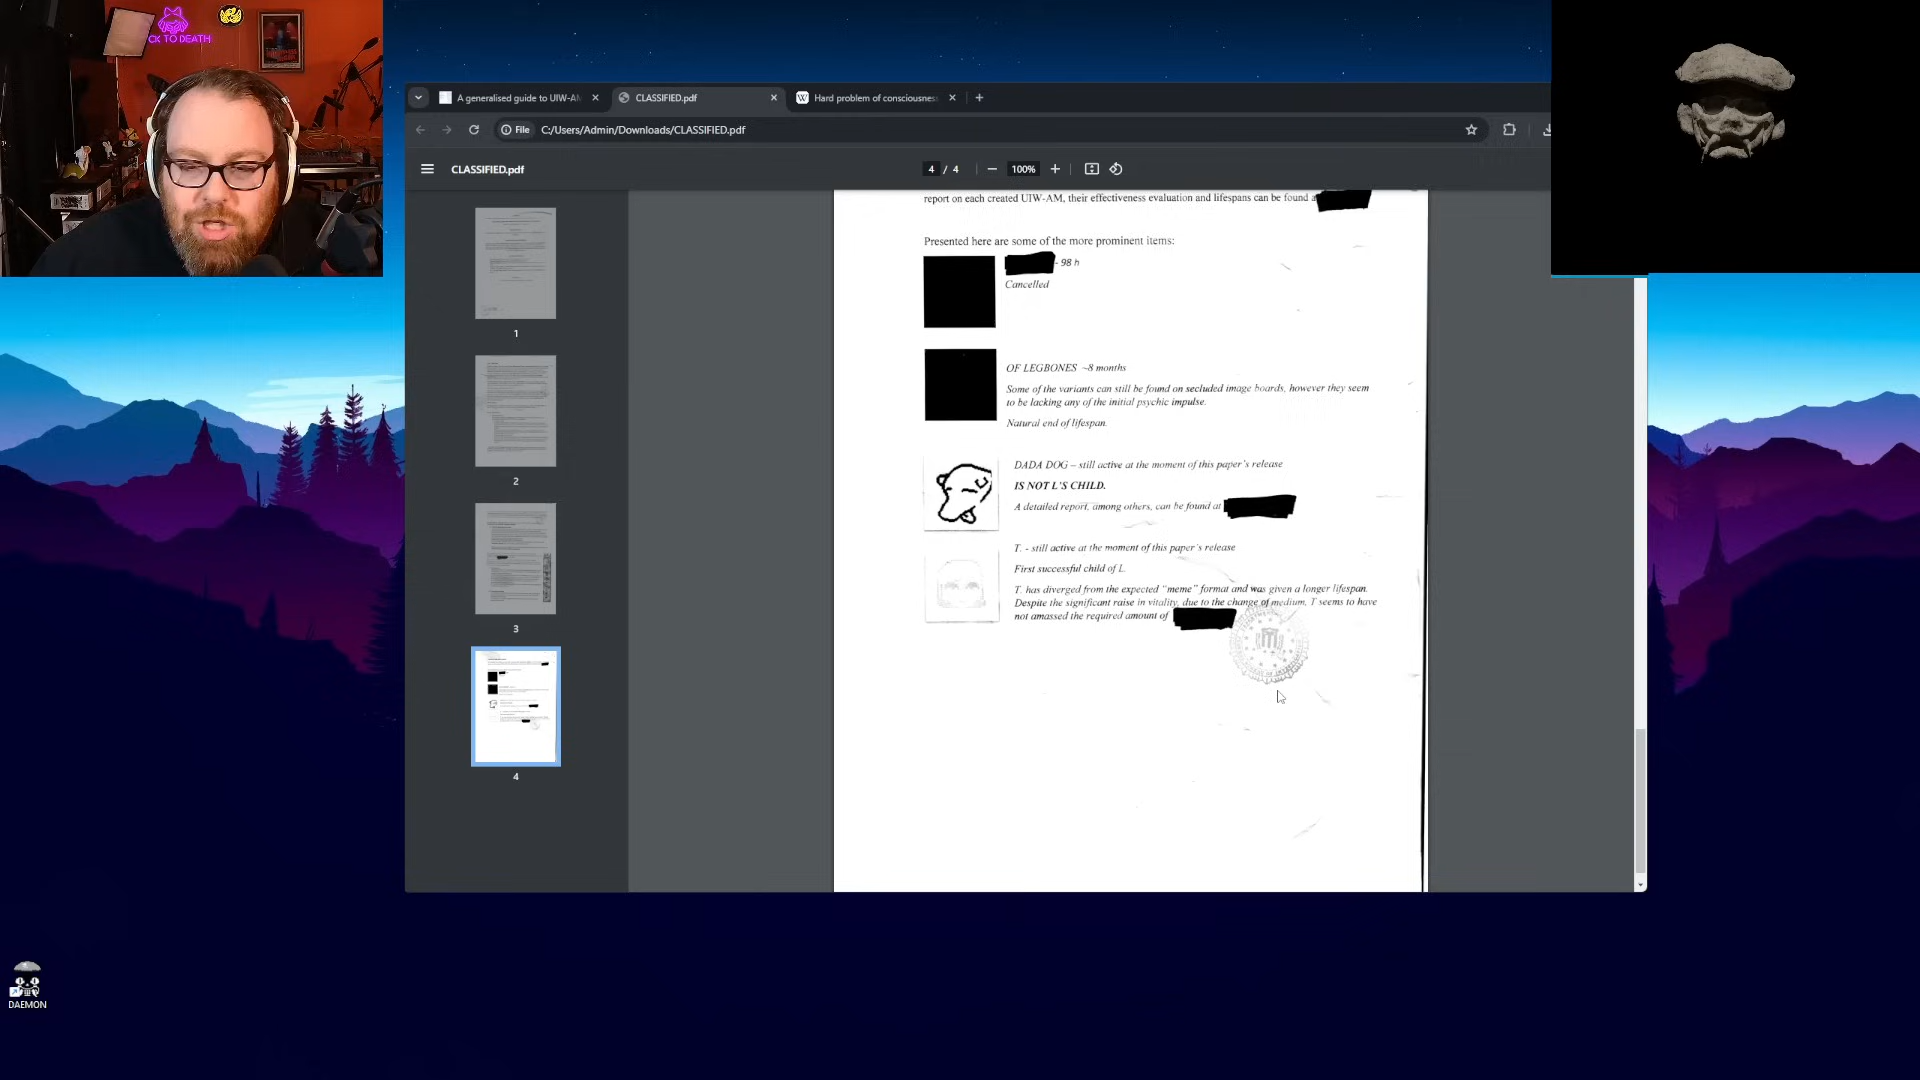 CK TO DEATH
A generalised guide to UIW-AM
CLASSIFIED.pdf
Hard problem of consciousness
File
C:/Users/Admin/Downloads/CLASSIFIED.pdf
CLASSIFIED.pdf
4 / 4
100%
1
2
3
4
report on each created UIW-AM, their effectiveness evaluation and lifespans can be found a
Presented here are some of the more prominent items:
- 98 h
Cancelled
OF LEGBONES ~8 months
Some of the variants can still be found on secluded image boards, however they seem
to be lacking any of the initial psychic impulse.
Natural end of lifespan.
DADA DOG – still active at the moment of this paper's release
IS NOT L'S CHILD.
A detailed report, among others, can be found at
T. - still active at the moment of this paper's release
First successful child of L.
T. has diverged from the expected "meme" format and was given a longer lifespan.
Despite the significant raise in vitality, due to the change of medium, T seems to have
not amassed the required amount of
DAEMON